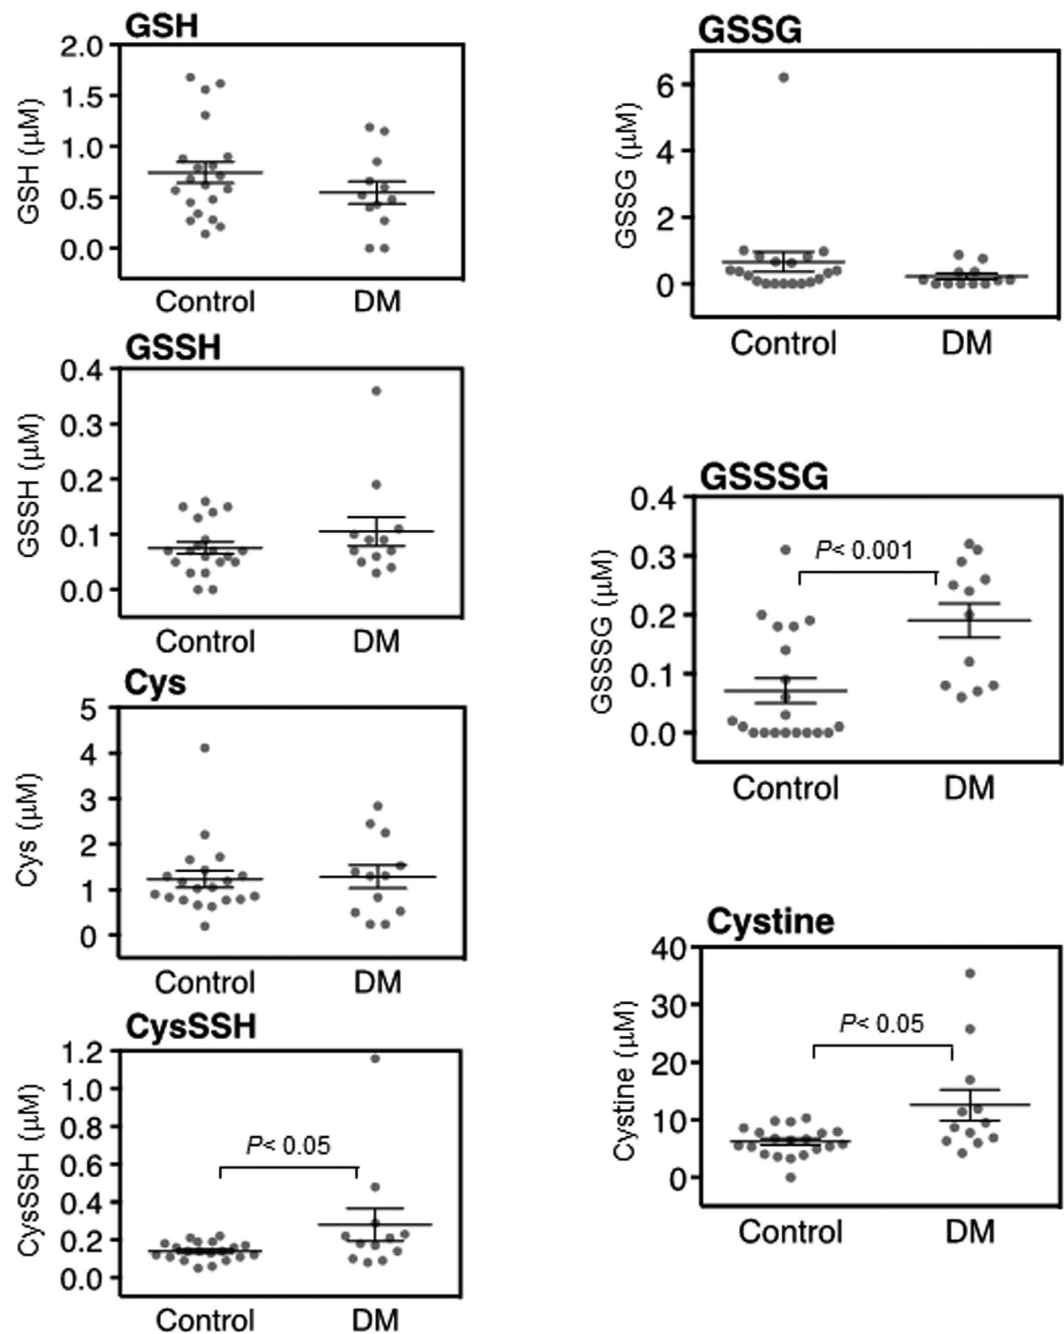 GSH
GSH (μM)
2.0
1.5
1.0
0.5
0.0
Control DM
GSSG
GSSG (μM)
6
4
2
0
Control DM
GSSH
GSSH (μM)
0.4
0.3
0.2
0.1
0.0
Control DM
GSSSG
GSSSG (μM)
0.4
0.3
0.2
0.1
0.0
P< 0.001
Control DM
Cys
Cys (μM)
5
4
3
2
1
0
Control DM
Cystine
Cystine (μM)
40
30
20
10
0
P< 0.05
Control DM
CysSSH
CysSSH (μM)
1.2
1.0
0.8
0.6
0.4
0.2
0.0
P< 0.05
Control DM